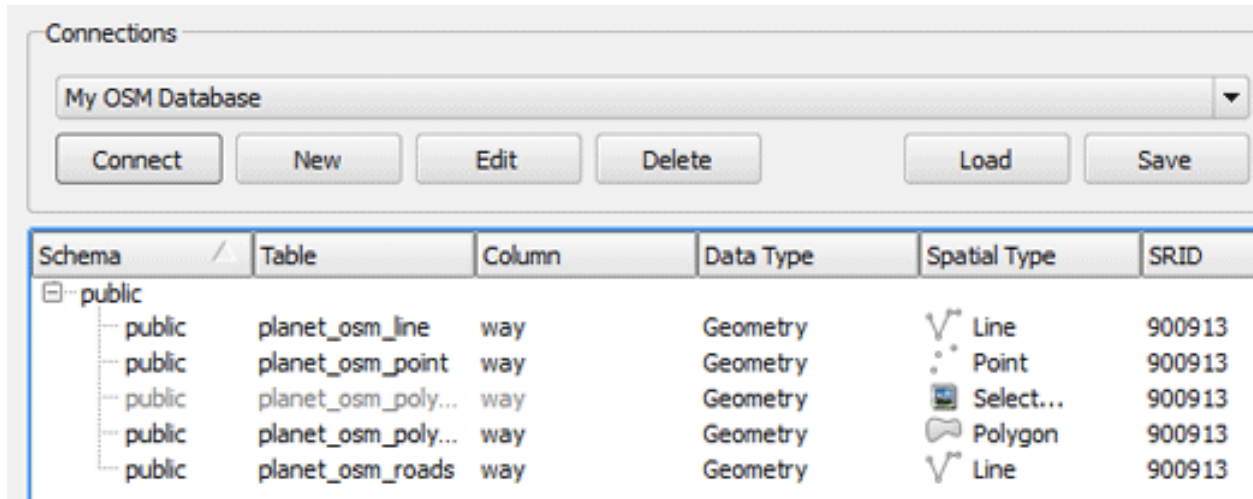 Connections
My OSM Database
Connect New Edit Delete Load Save
Schema Table Column Data Type Spatial Type SRID
public
public planet_osm_line way Geometry Line 900913
public planet_osm_point way Geometry Point 900913
public planet_osm_poly... way Geometry Select... 900913
public planet_osm_poly... way Geometry Polygon 900913
public planet_osm_roads way Geometry Line 900913